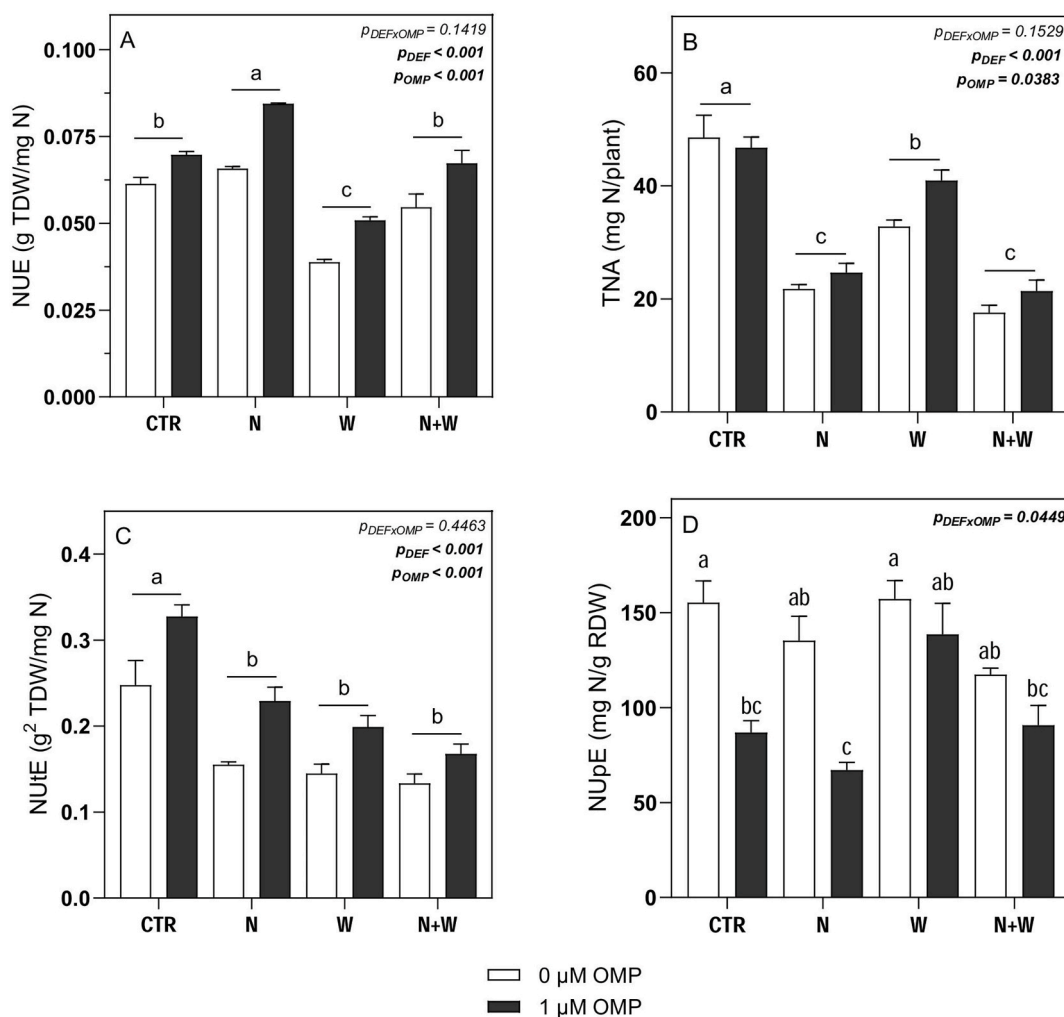 A
p_DEFxOMP = 0.1419
p_DEF < 0.001
p_OMP < 0.001
NUE (g TDW/mg N)
0.100
0.075
0.050
0.025
0.000
b
a
c
b
CTR N W N+W
B
p_DEFxOMP = 0.1529
p_DEF < 0.001
p_OMP = 0.0383
TNA (mg N/plant)
60
40
20
0
a
c
b
c
CTR N W N+W
C
p_DEFxOMP = 0.4463
p_DEF < 0.001
p_OMP < 0.001
NUtE (g² TDW/mg N)
0.4
0.3
0.2
0.1
0.0
a
b
b
b
CTR N W N+W
D
p_DEFxOMP = 0.0449
NUpE (mg N/g RDW)
200
150
100
50
0
a
bc
ab
c
a
ab
ab
bc
CTR N W N+W
0 µM OMP
1 µM OMP